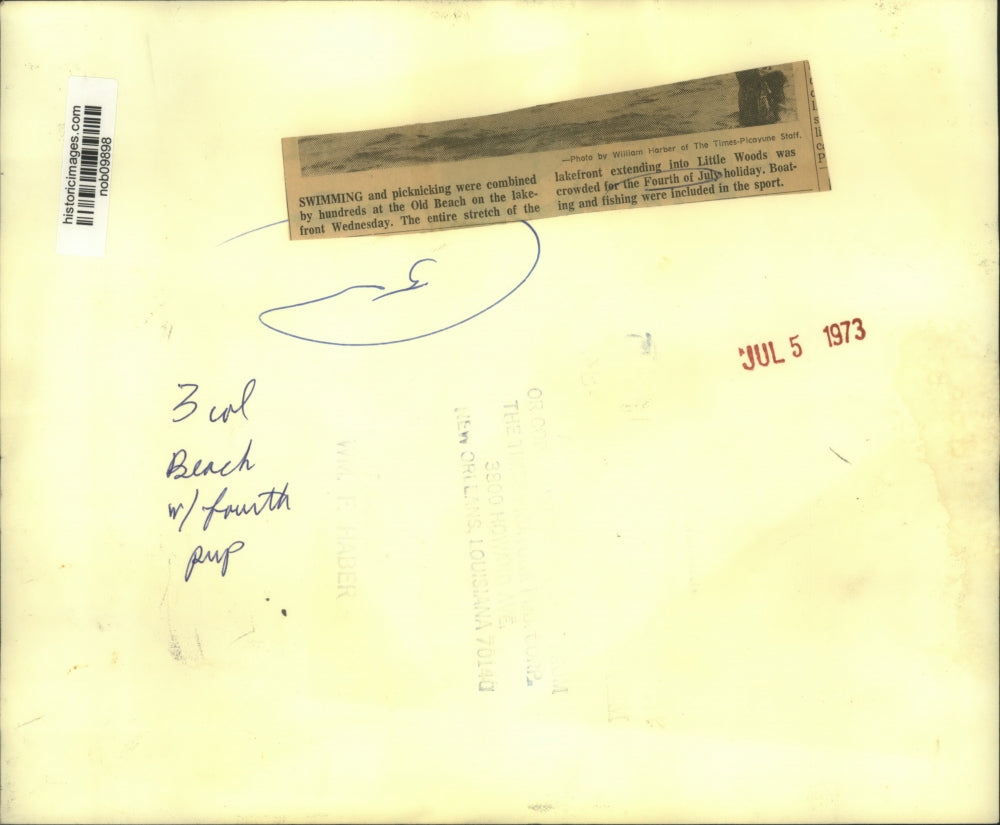 historicimages.com
nob09898
—Photo by William Harber of The Times-Picayune Staff.
SWIMMING and picknicking were combined
by hundreds at the Old Beach on the lake-
front Wednesday. The entire stretch of the
lakefront extending into Little Woods was
crowded for the Fourth of July holiday. Boat-
ing and fishing were included in the sport.
JUL 5 1973
3 col
Beach
w/ fourth
pup
WM. F. HABER
THE
3800 HOWARD AVE.
NEW ORLEANS, LOUISIANA 70140